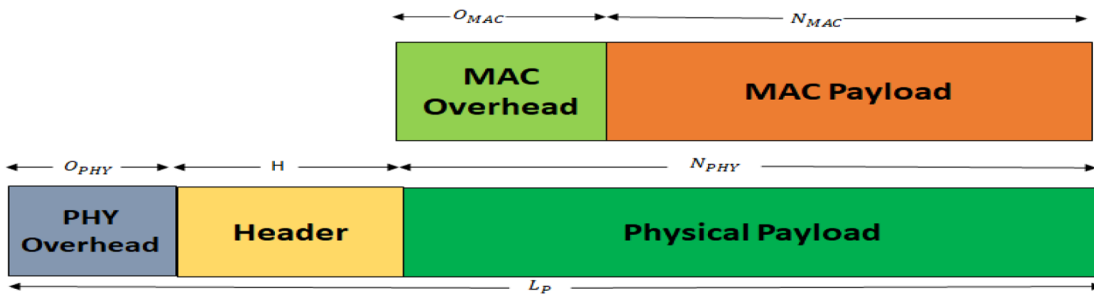 O_MAC N_MAC
MAC Overhead MAC Payload
O_PHY H N_PHY
PHY Overhead Header Physical Payload
L_P